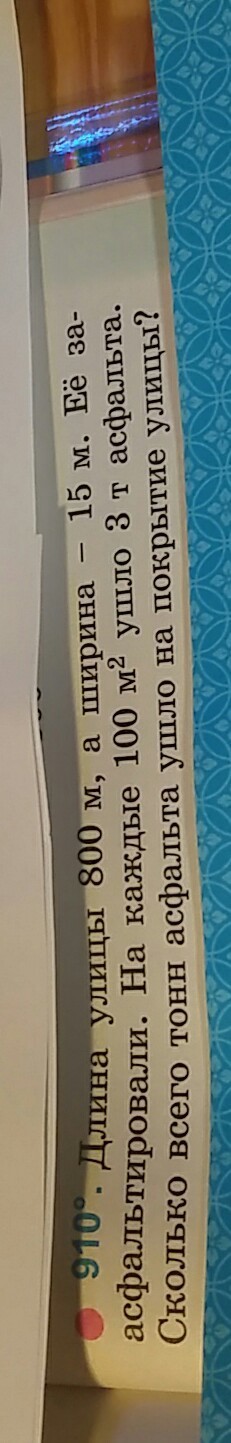 910°. Длина улицы 800 м, а ширина – 15 м. Её за-
асфальтировали. На каждые 100 м² ушло 3 т асфальта.
Сколько всего тонн асфальта ушло на покрытие улицы?